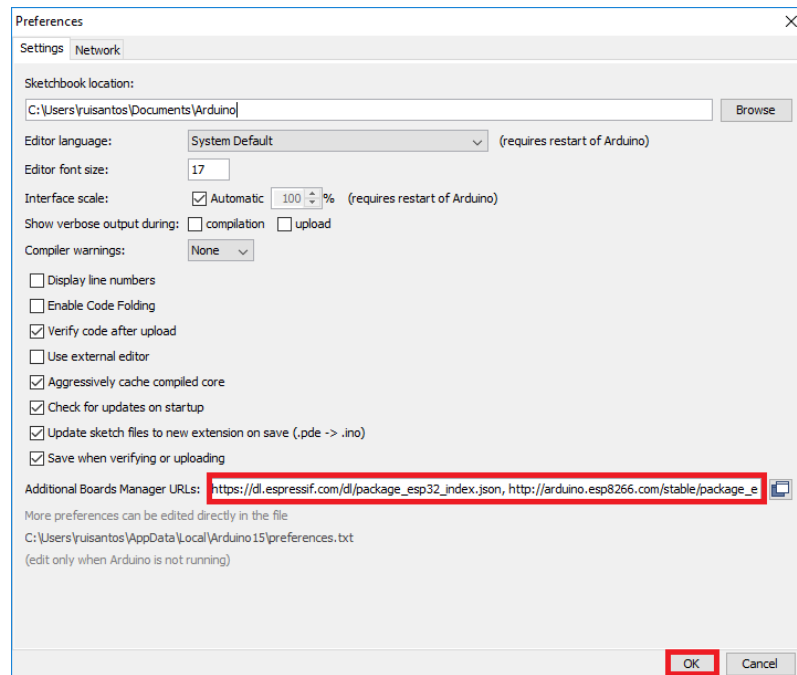 Preferences
Settings Network
Sketchbook location:
C:\Users\ruisantos\Documents\Arduino Browse
Editor language: System Default (requires restart of Arduino)
Editor font size: 17
Interface scale: Automatic 100 % (requires restart of Arduino)
Show verbose output during: compilation upload
Compiler warnings: None
Display line numbers
Enable Code Folding
Verify code after upload
Use external editor
Aggressively cache compiled core
Check for updates on startup
Update sketch files to new extension on save (.pde -> .ino)
Save when verifying or uploading
Additional Boards Manager URLs: https://dl.espressif.com/dl/package_esp32_index.json, http://arduino.esp8266.com/stable/package_e
More preferences can be edited directly in the file
C:\Users\ruisantos\AppData\Local\Arduino15\preferences.txt
(edit only when Arduino is not running)
OK Cancel